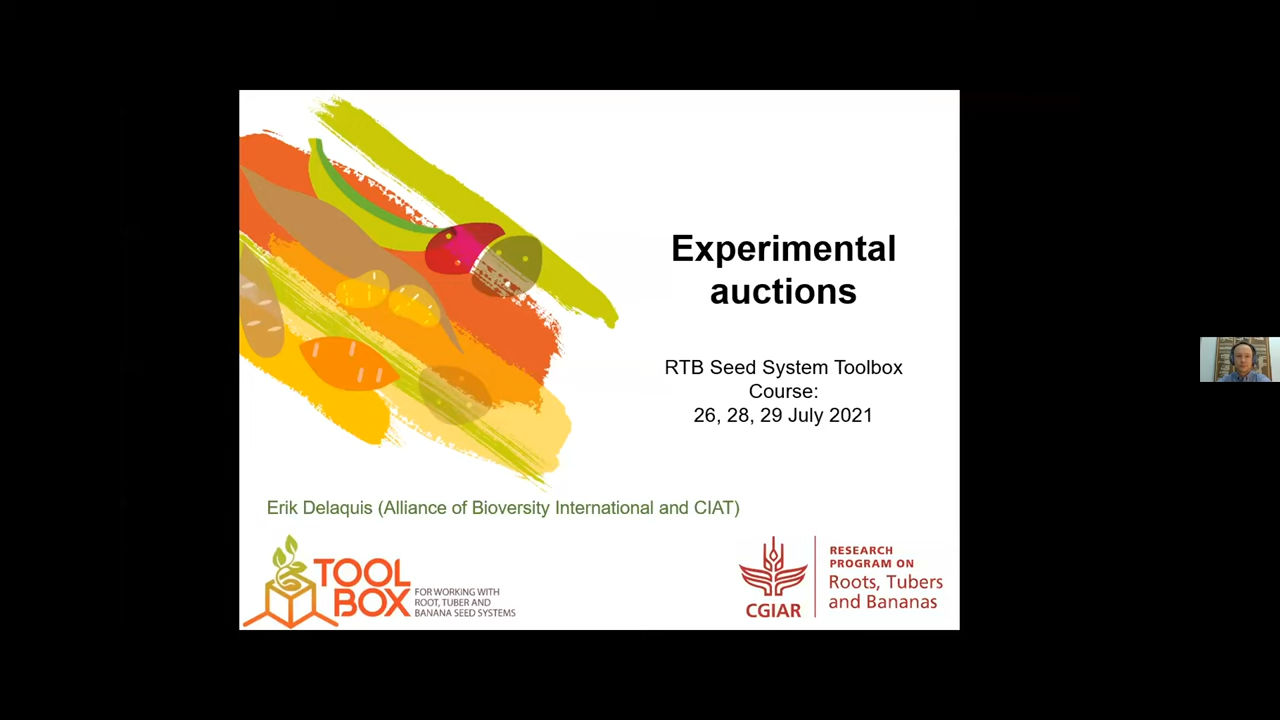 Experimental
auctions
RTB Seed System Toolbox
Course:
26, 28, 29 July 2021
Erik Delaquis (Alliance of Bioversity International and CIAT)
TOOL
BOX
FOR WORKING WITH
ROOT, TUBER AND
BANANA SEED SYSTEMS
CGIAR
RESEARCH
PROGRAM ON
Roots, Tubers
and Bananas